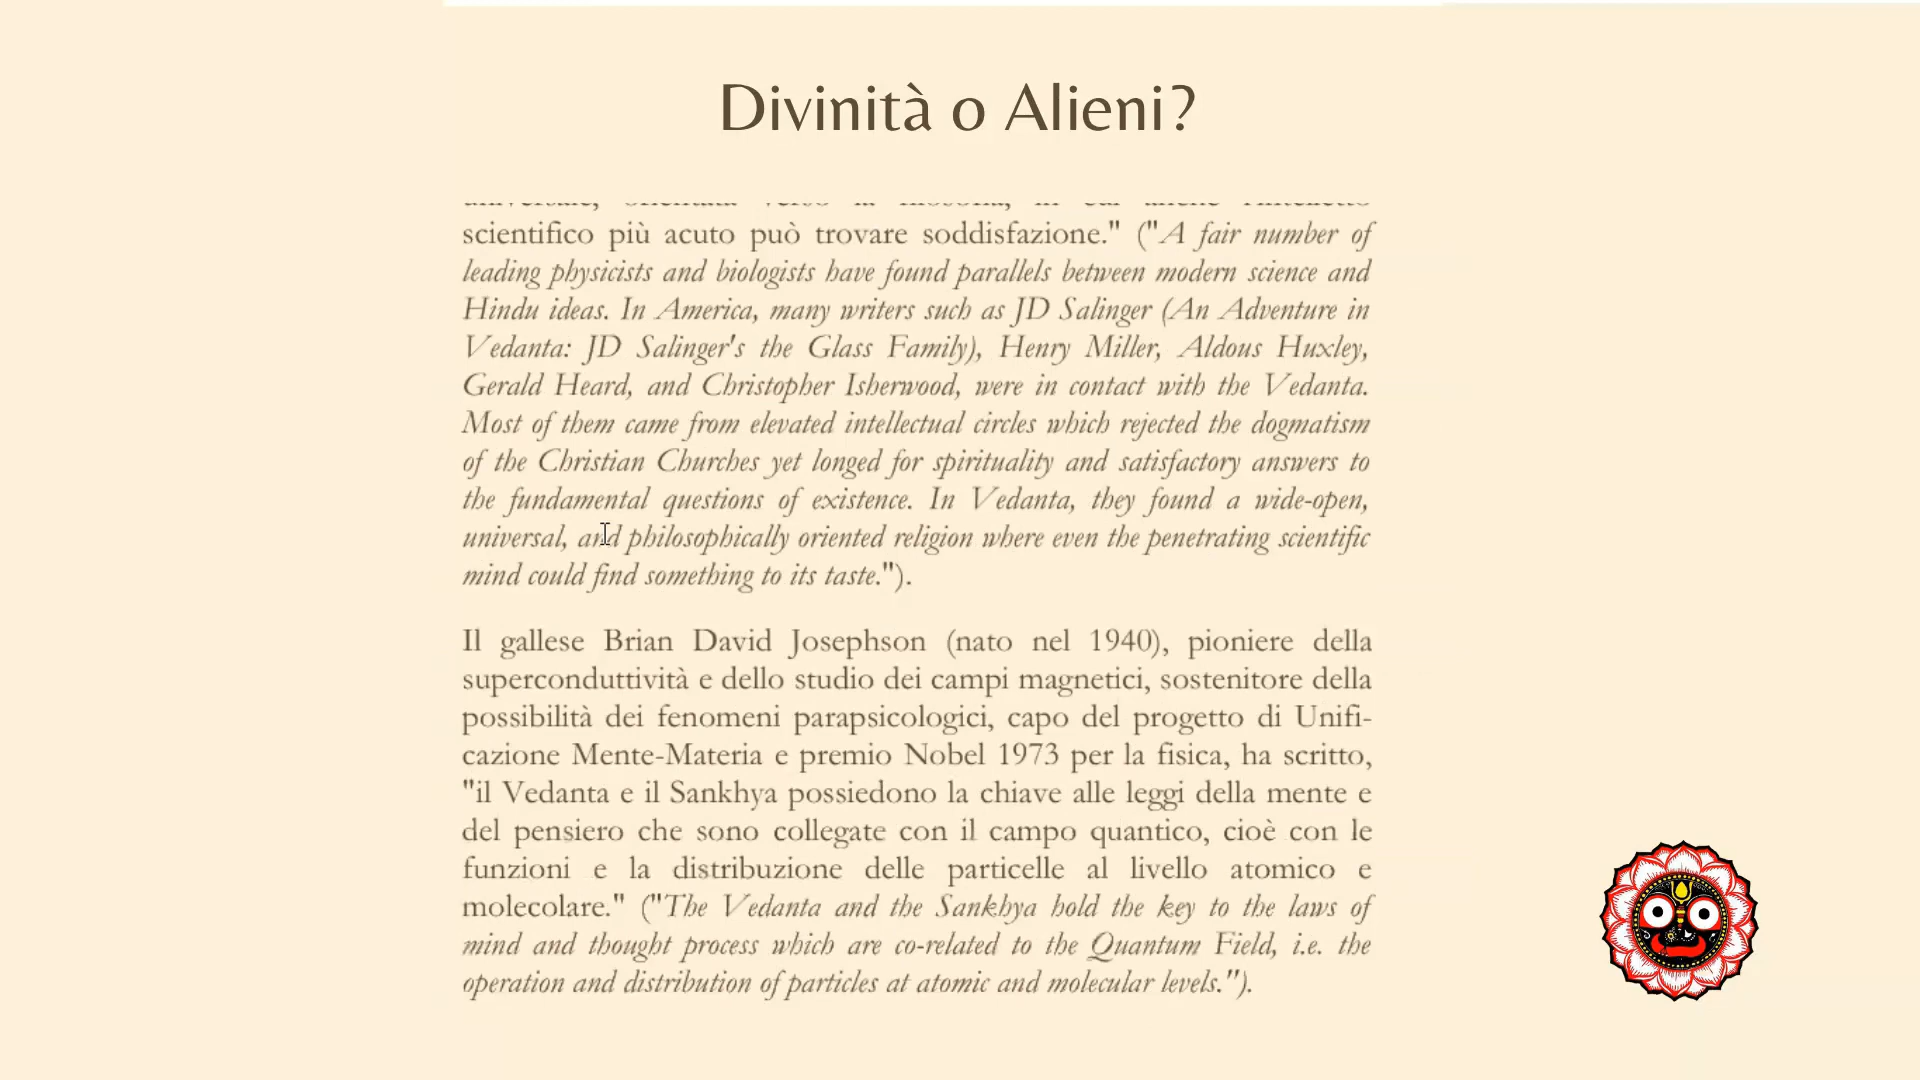 Divinità o Alieni?
scientifico più acuto può trovare soddisfazione." ("A fair number of
leading physicists and biologists have found parallels between modern science and
Hindu ideas. In America, many writers such as JD Salinger (An Adventure in
Vedanta: JD Salinger's the Glass Family), Henry Miller, Aldous Huxley,
Gerald Heard, and Christopher Isherwood, were in contact with the Vedanta.
Most of them came from elevated intellectual circles which rejected the dogmatism
of the Christian Churches yet longed for spirituality and satisfactory answers to
the fundamental questions of existence. In Vedanta, they found a wide-open,
universal, and philosophically oriented religion where even the penetrating scientific
mind could find something to its taste.").
Il gallese Brian David Josephson (nato nel 1940), pioniere della
superconduttività e dello studio dei campi magnetici, sostenitore della
possibilità dei fenomeni parapsicologici, capo del progetto di Unifi-
cazione Mente-Materia e premio Nobel 1973 per la fisica, ha scritto,
"il Vedanta e il Sankhya possiedono la chiave alle leggi della mente e
del pensiero che sono collegate con il campo quantico, cioè con le
funzioni e la distribuzione delle particelle al livello atomico e
molecolare." ("The Vedanta and the Sankhya hold the key to the laws of
mind and thought process which are co-related to the Quantum Field, i.e. the
operation and distribution of particles at atomic and molecular levels.").